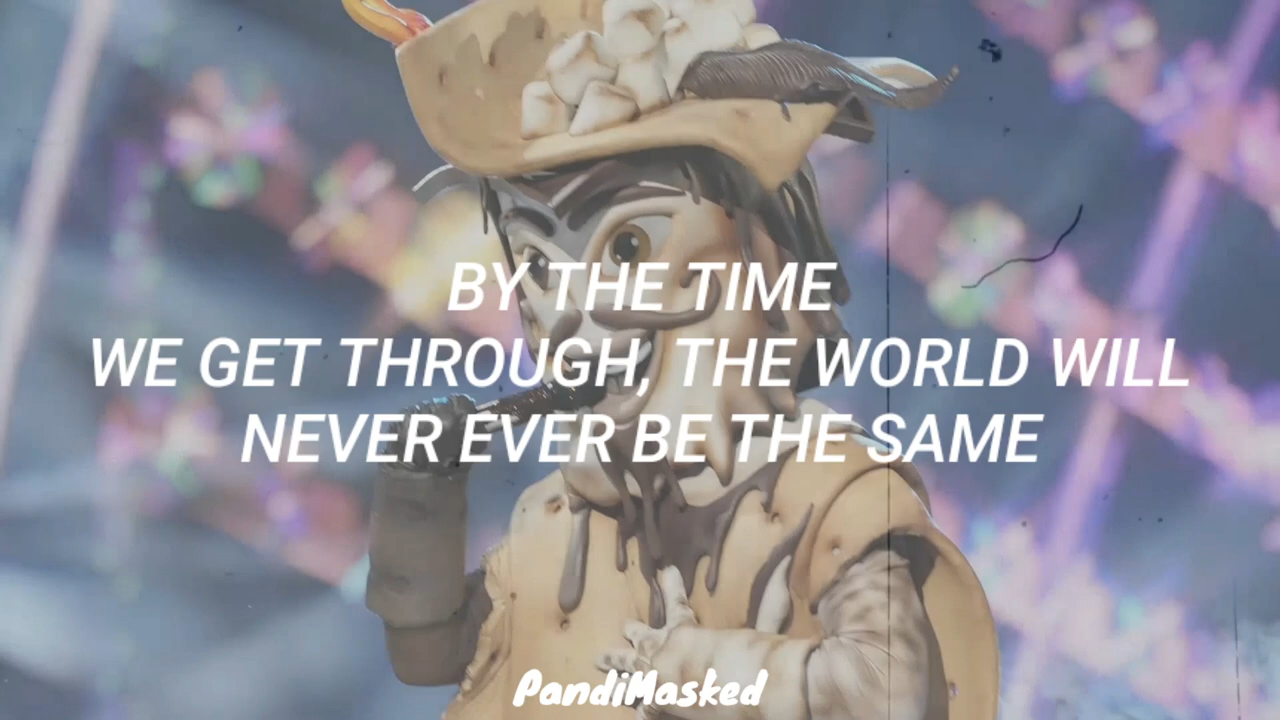 BY THE TIME
WE GET THROUGH, THE WORLD WILL
NEVER EVER BE THE SAME
PandiMasked